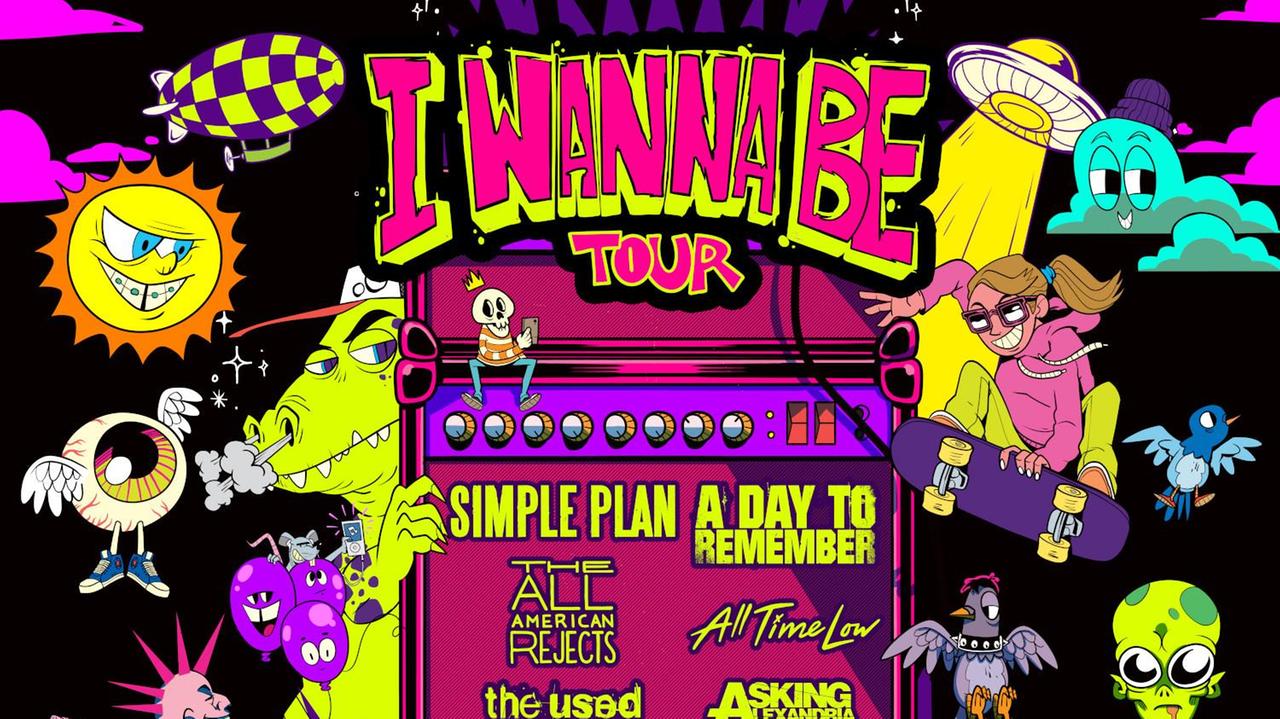 I WANNA BE
TOUR
SIMPLE PLAN
A DAY TO
REMEMBER
THE
ALL
AMERICAN
REJECTS
All Time Low
the used
ASKING
ALEXANDRIA